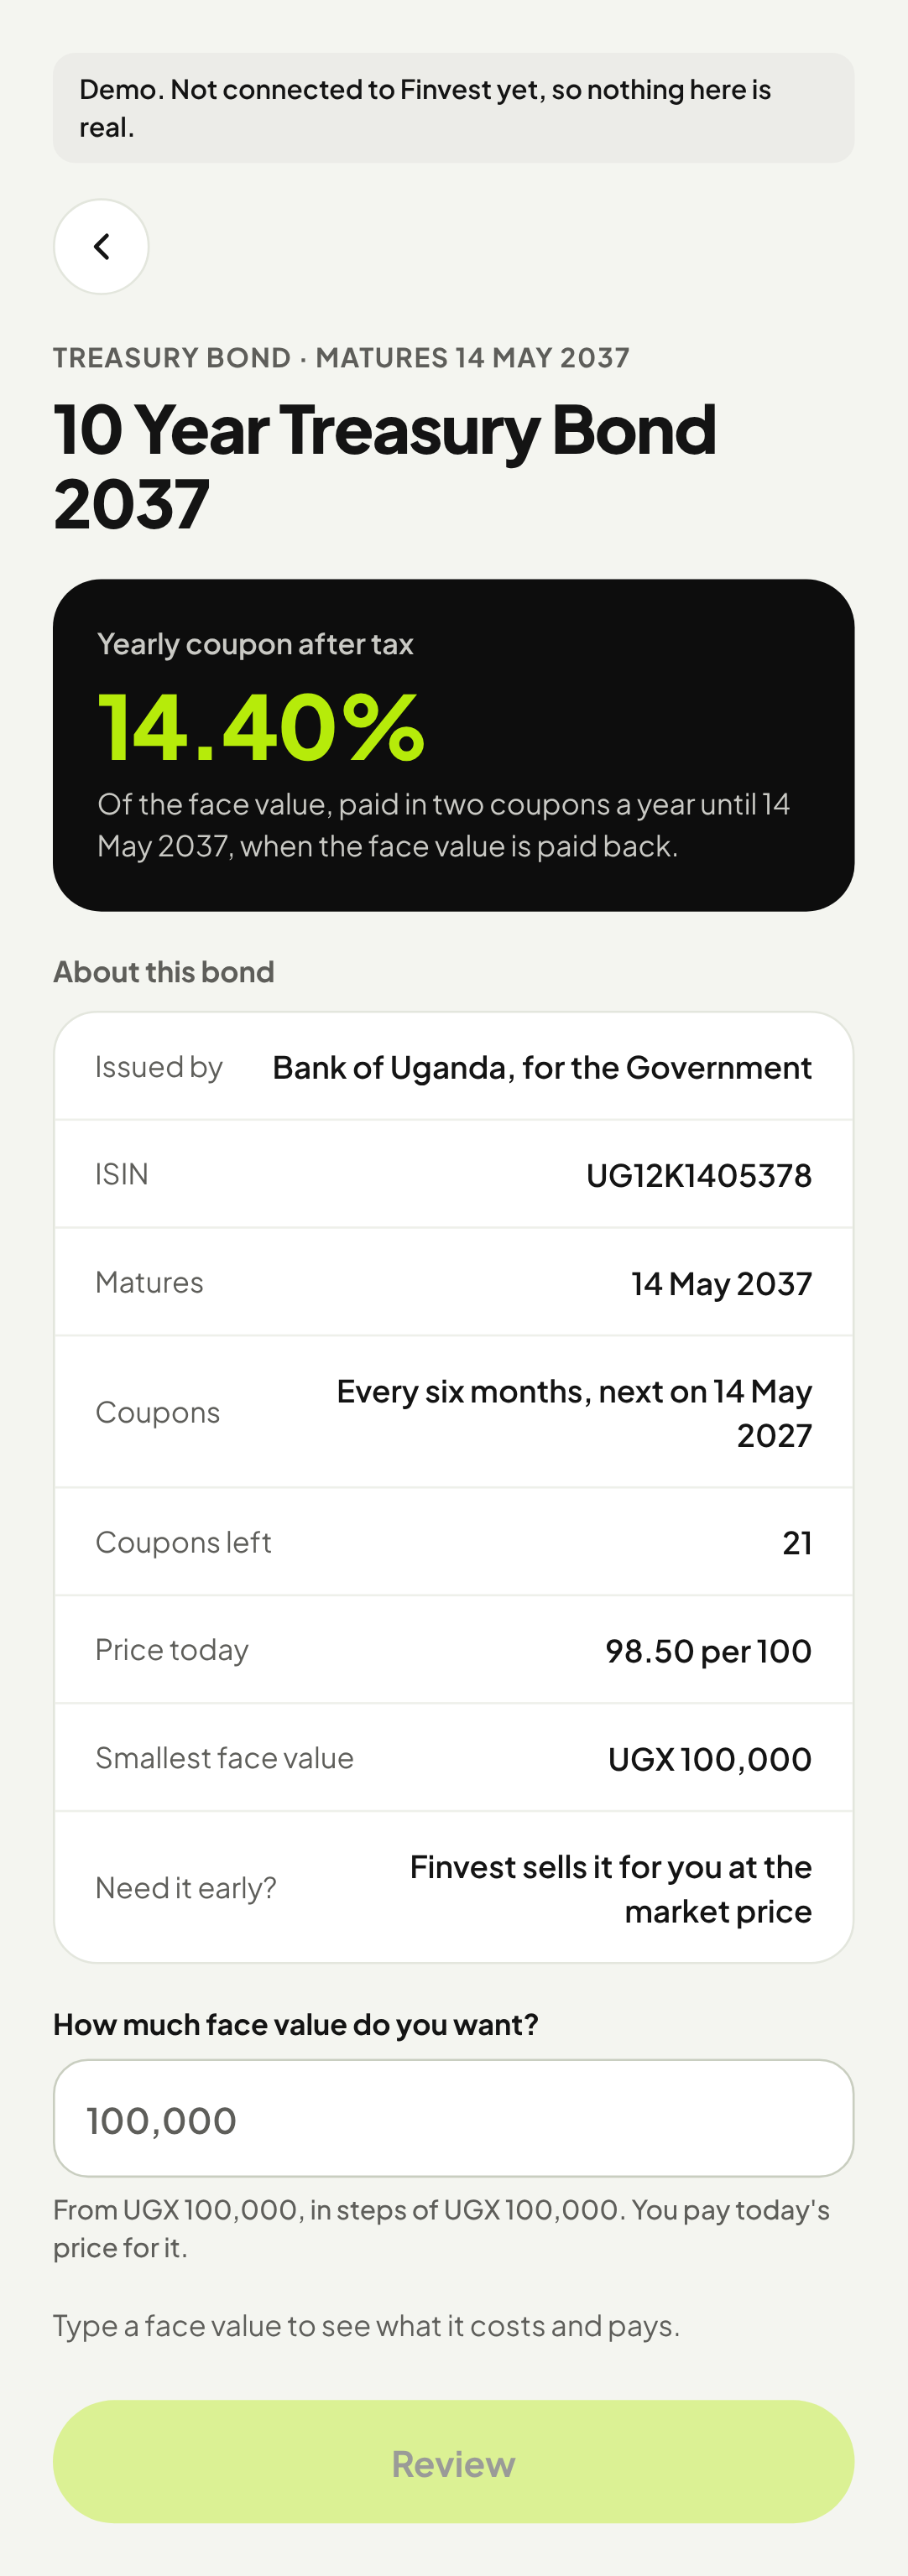 Demo. Not connected to Finvest yet, so nothing here is
real.
TREASURY BOND · MATURES 14 MAY 2037
10 Year Treasury Bond
2037
Yearly coupon after tax
14.40%
Of the face value, paid in two coupons a year until 14
May 2037, when the face value is paid back.
About this bond
Issued by Bank of Uganda, for the Government
ISIN UG12K1405378
Matures 14 May 2037
Coupons Every six months, next on 14 May
2027
Coupons left 21
Price today 98.50 per 100
Smallest face value UGX 100,000
Need it early? Finvest sells it for you at the
market price
How much face value do you want?
100,000
From UGX 100,000, in steps of UGX 100,000. You pay today's
price for it.
Type a face value to see what it costs and pays.
Review